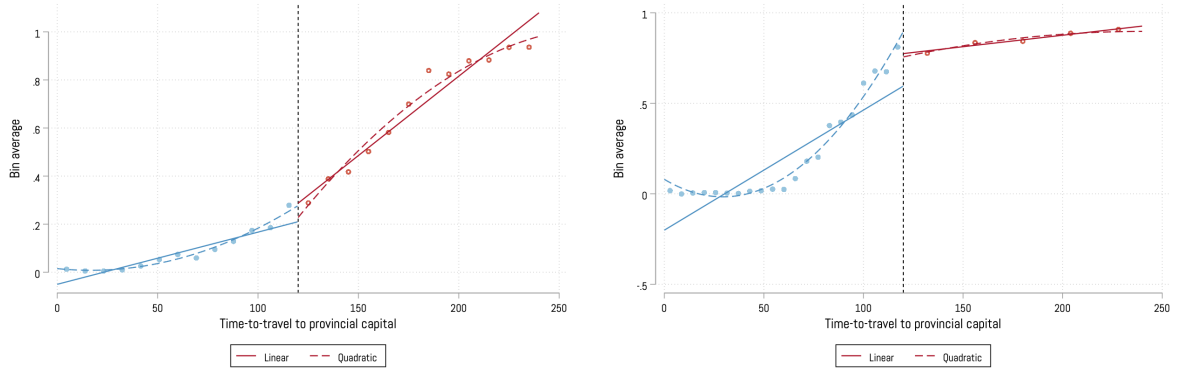 Bin average
1
.8
.6
.4
.2
0
0
50
100
150
200
250
Time-to-travel to provincial capital
Linear
Quadratic
Bin average
1
.5
0
-.5
0
50
100
150
200
250
Time-to-travel to provincial capital
Linear
Quadratic